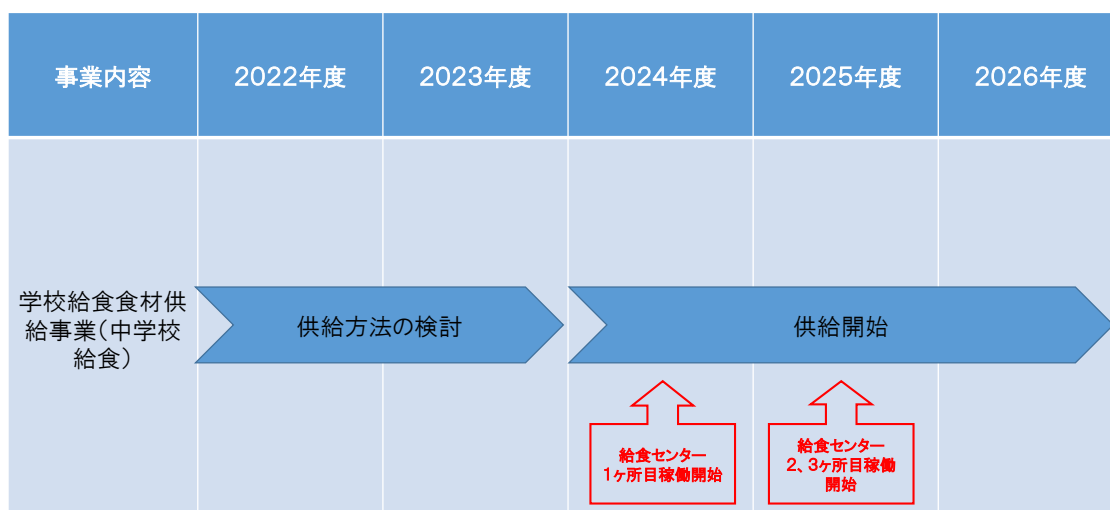 事業内容
2022年度
2023年度
2024年度
2025年度
2026年度
学校給食食材供
給事業(中学校
給食)
供給方法の検討
供給開始
給食センター
1ヶ所目稼働開始
給食センター
2、3ヶ所目稼働
開始